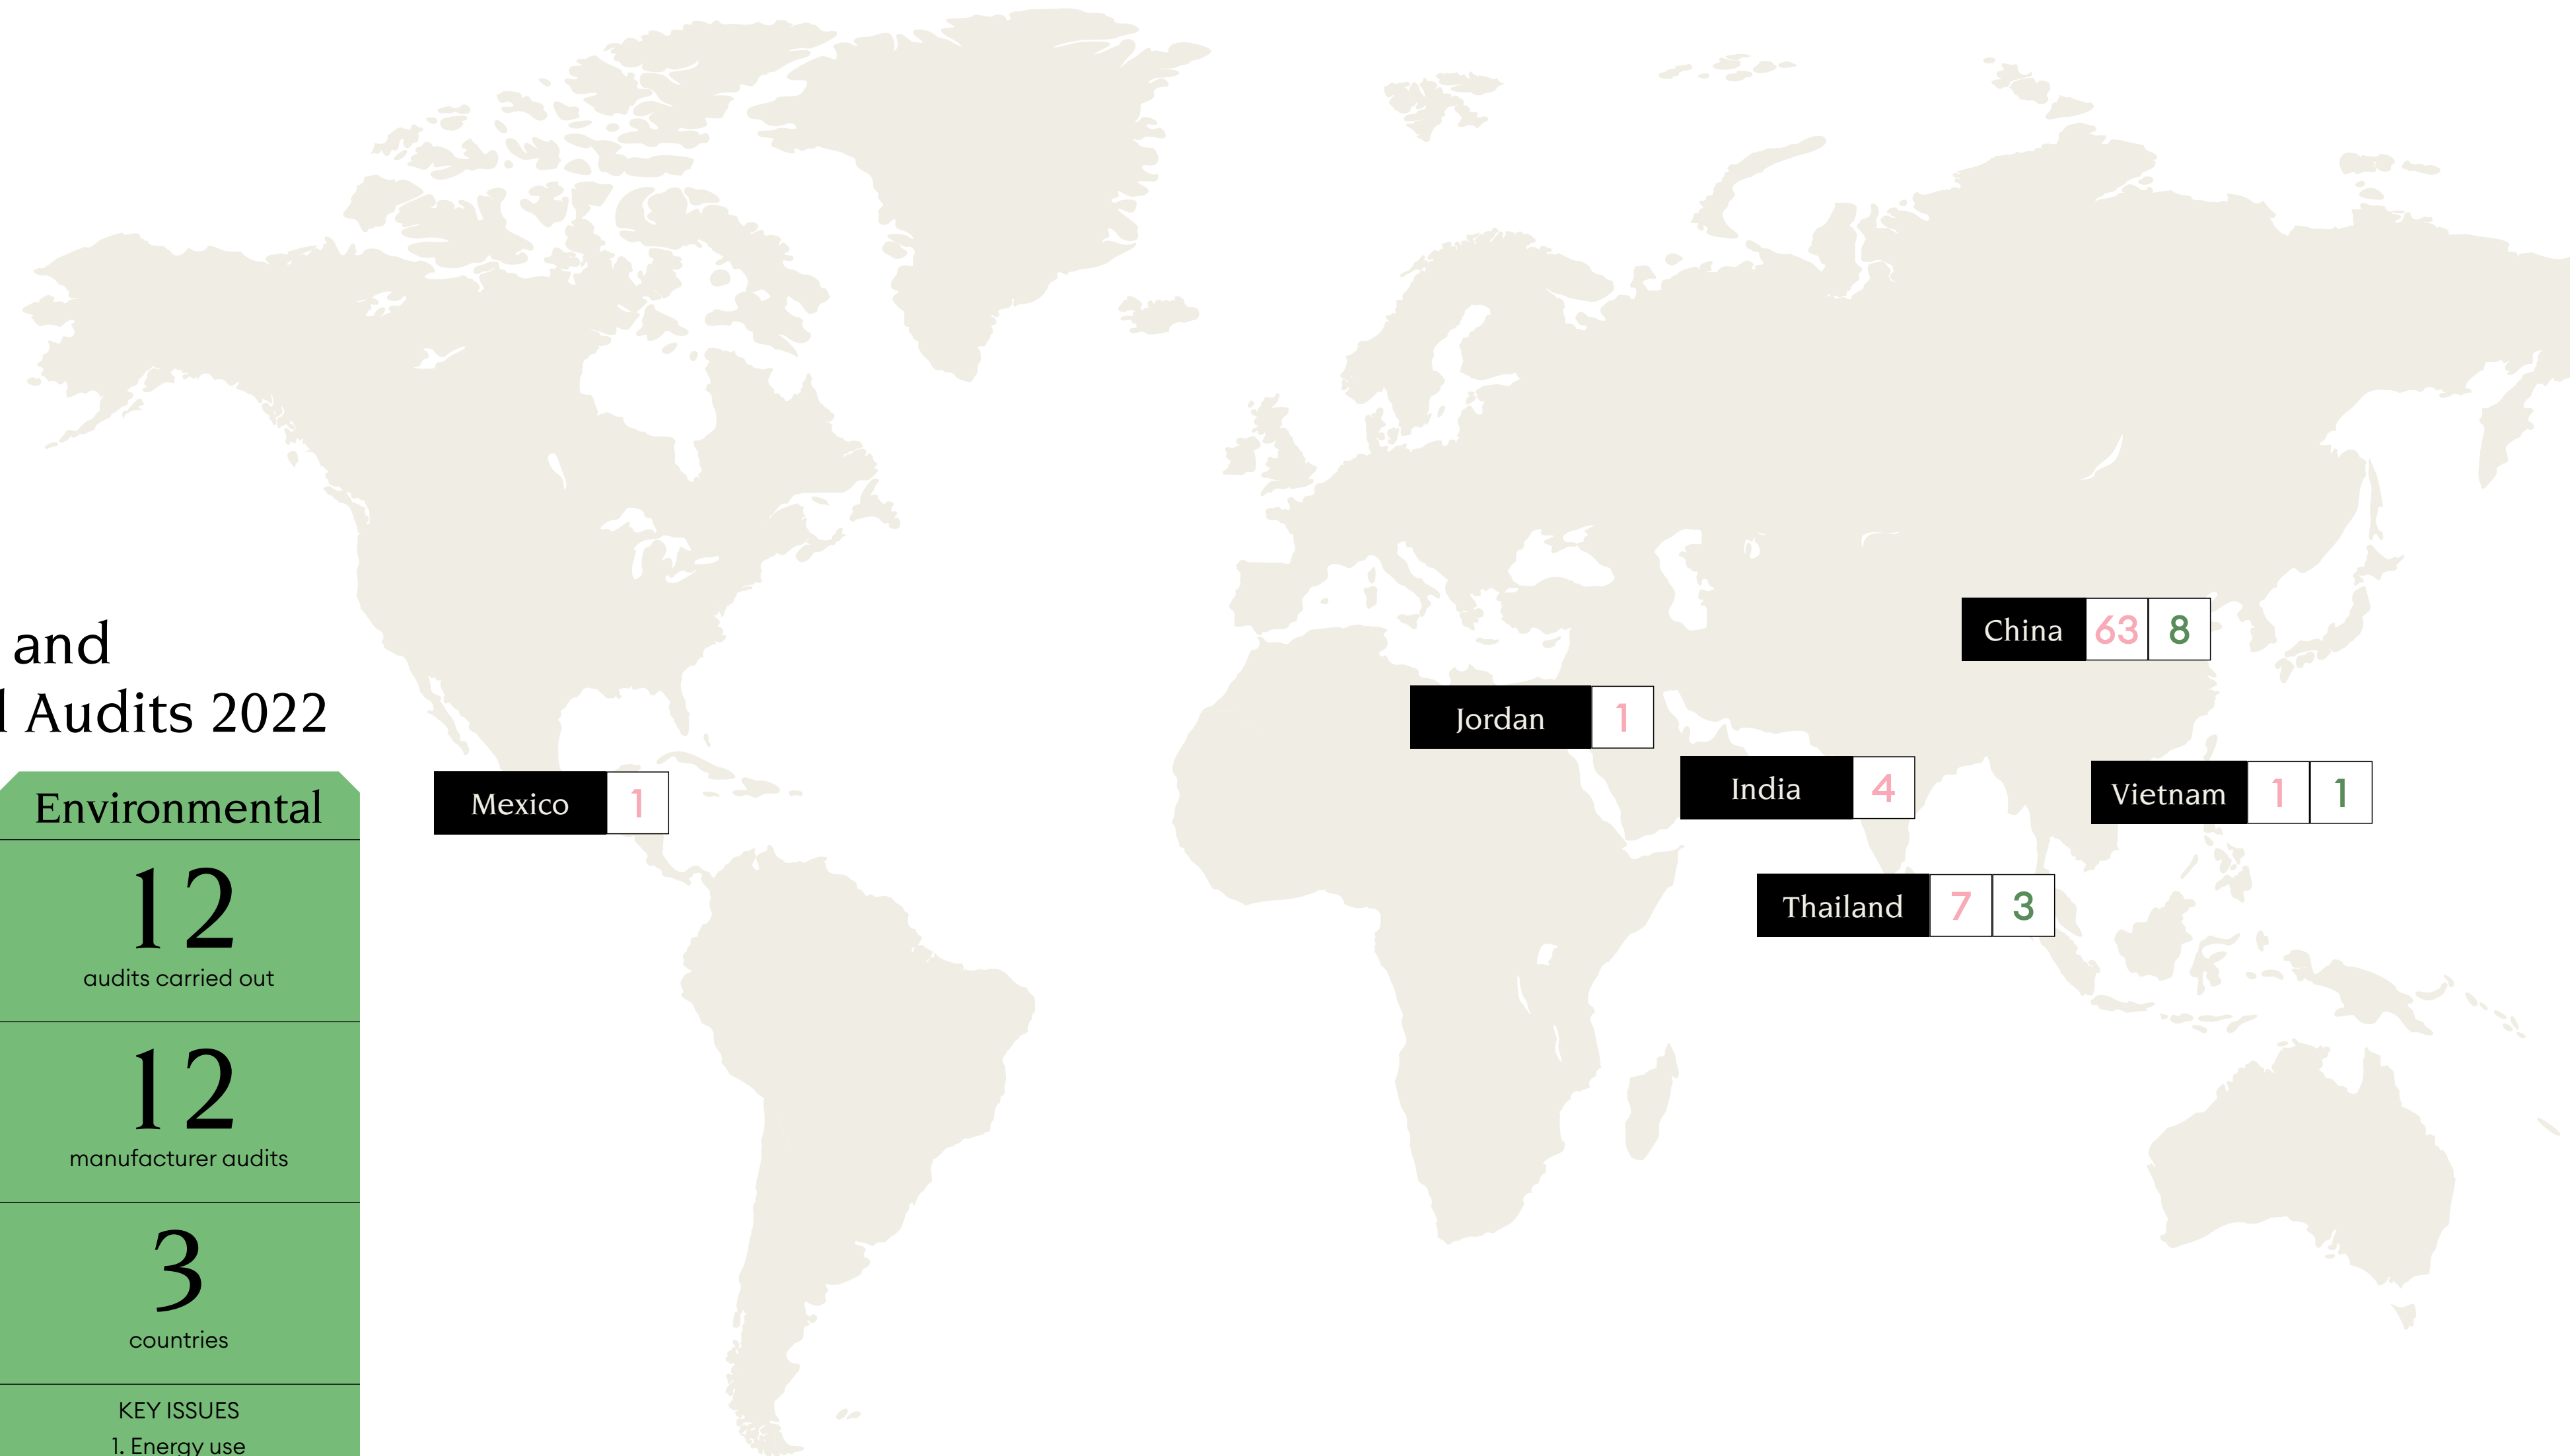 and
Audits 2022
Environmental
12
audits carried out
12
manufacturer audits
3
countries
KEY ISSUES
1. Energy use
Mexico 1
Jordan 1
China 63 8
India 4
Vietnam 1 1
Thailand 7 3